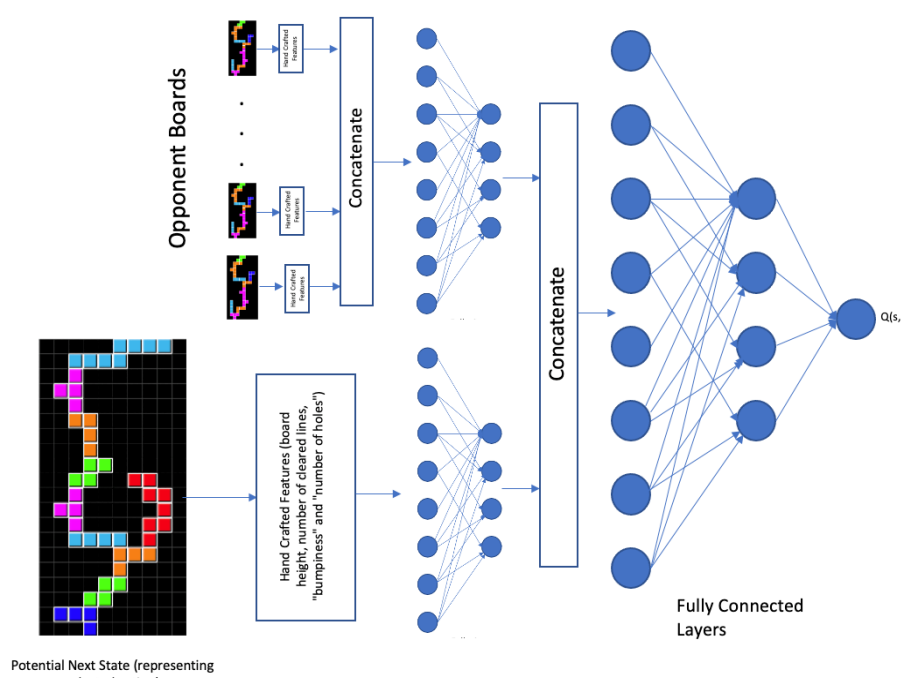 Opponent Boards
Hand Crafted
Features
Hand Crafted
Features
Hand Crafted
Features
Concatenate
Concatenate
Hand Crafted Features (board
height, number of cleared lines,
"bumpiness" and "number of holes")
Q(s,
Fully Connected
Layers
Potential Next State (representing